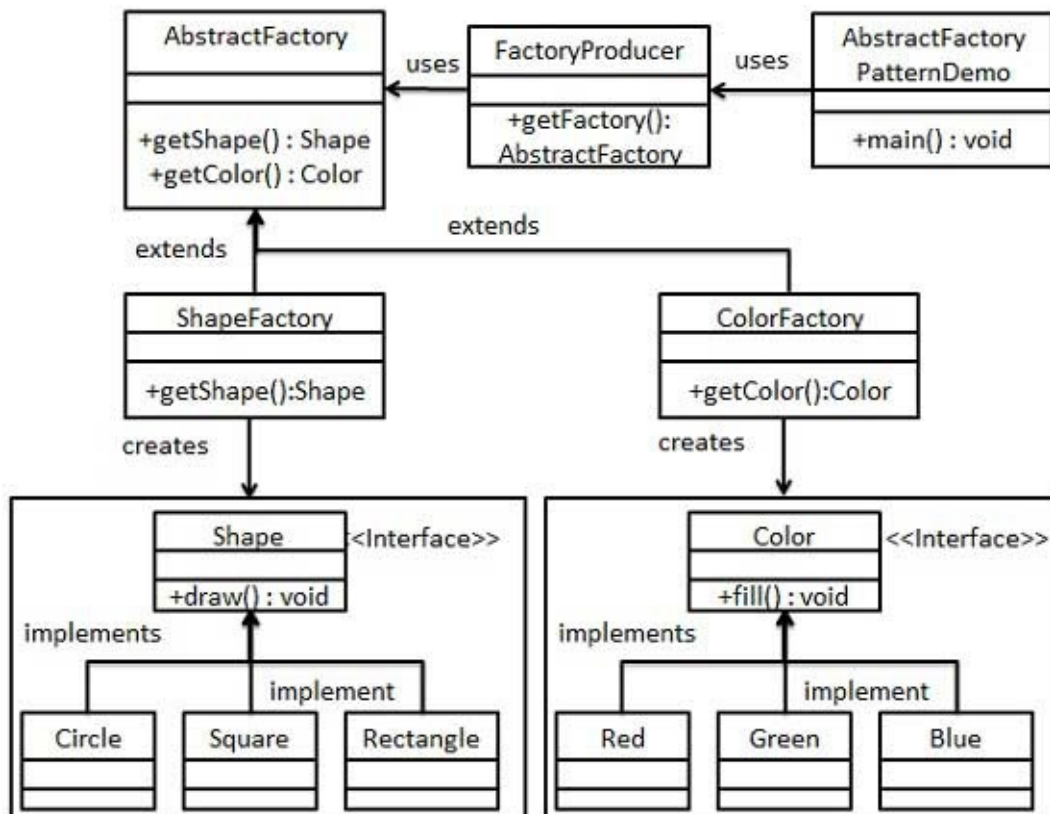 AbstractFactory
+getShape() : Shape
+getColor() : Color
uses
FactoryProducer
+getFactory():
AbstractFactory
uses
AbstractFactory
PatternDemo
+main() : void
extends
extends
ShapeFactory
+getShape():Shape
creates
ColorFactory
+getColor():Color
creates
Shape
<<Interface>>
+draw() : void
implements
implement
Circle
Square
Rectangle
Color
<<Interface>>
+fill() : void
implements
implement
Red
Green
Blue